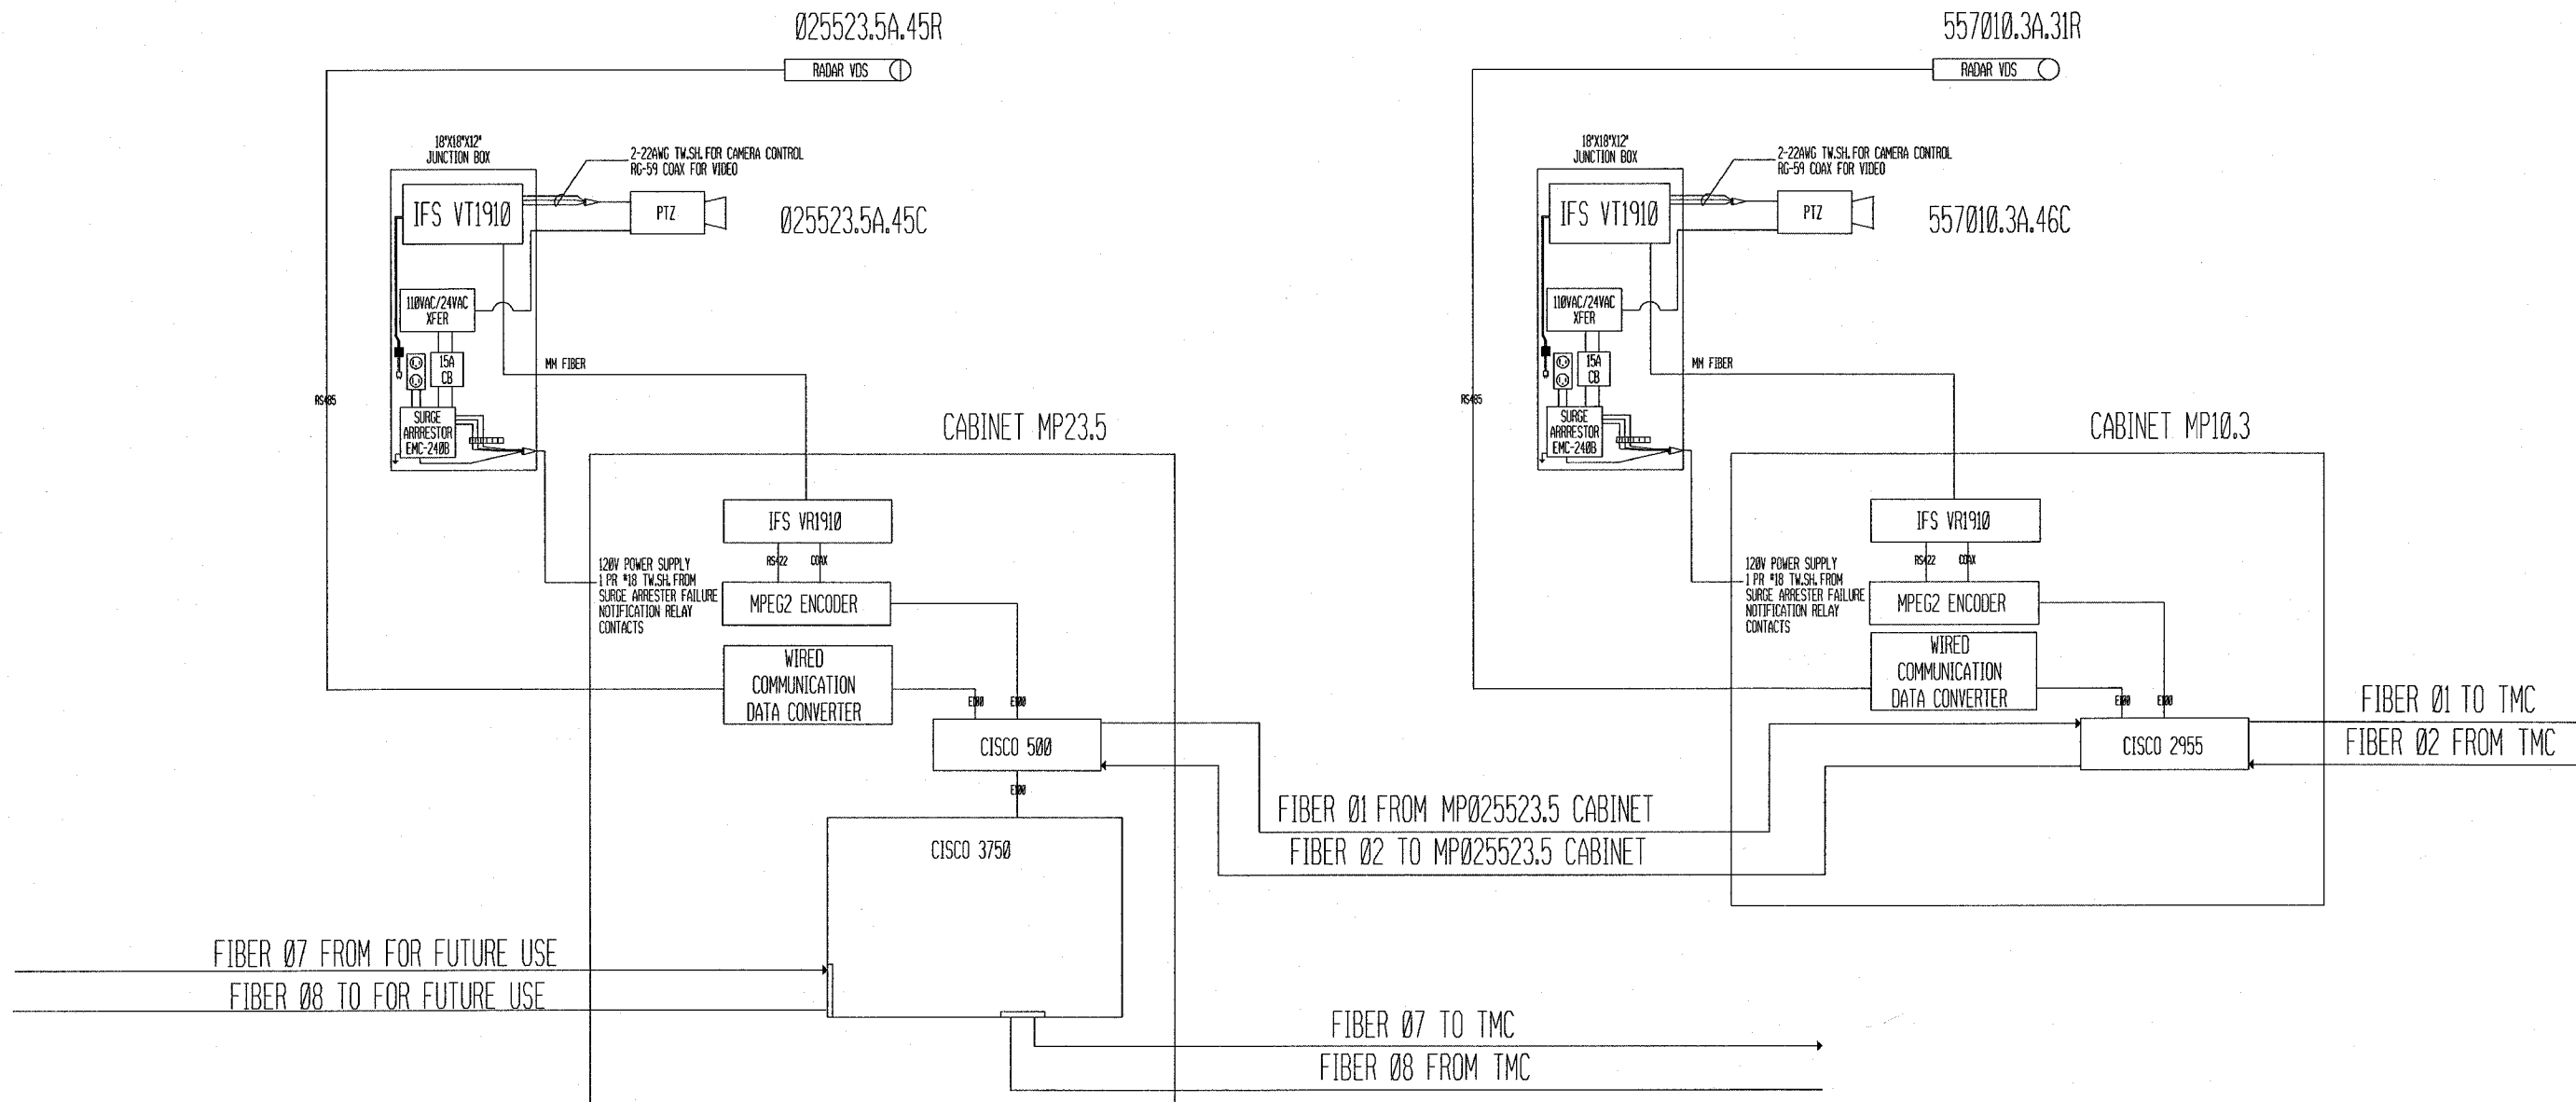 Ø25523.5A.45R
RADAR VDS
18"X18"X12"
JUNCTION BOX
2-22AWG TW.SH. FOR CAMERA CONTROL
RG-59 COAX FOR VIDEO
IFS VT191Ø
PTZ
Ø25523.5A.45C
11ØVAC/24VAC
XFER
15A
CB
MM FIBER
RS485
SURGE
ARRRESTOR
EMC-24ØB
CABINET MP23.5
IFS VR191Ø
RS422
COAX
12ØV POWER SUPPLY
1 PR #18 TW.SH. FROM
SURGE ARRESTER FAILURE
NOTIFICATION RELAY
CONTACTS
MPEG2 ENCODER
WIRED
COMMUNICATION
DATA CONVERTER
E1ØØ
E1ØØ
CISCO 5ØØ
E1ØØ
CISCO 375Ø
FIBER Ø7 FROM FOR FUTURE USE
FIBER Ø8 TO FOR FUTURE USE
FIBER Ø7 TO TMC
FIBER Ø8 FROM TMC
FIBER Ø1 FROM MPØ25523.5 CABINET
FIBER Ø2 TO MPØ25523.5 CABINET
557Ø1Ø.3A.31R
RADAR VDS
18"X18"X12"
JUNCTION BOX
2-22AWG TW.SH. FOR CAMERA CONTROL
RG-59 COAX FOR VIDEO
IFS VT191Ø
PTZ
557Ø1Ø.3A.46C
11ØVAC/24VAC
XFER
15A
CB
MM FIBER
RS485
SURGE
ARRRESTOR
EMC-24ØB
CABINET MP1Ø.3
IFS VR191Ø
RS422
COAX
12ØV POWER SUPPLY
1 PR #18 TW.SH. FROM
SURGE ARRESTER FAILURE
NOTIFICATION RELAY
CONTACTS
MPEG2 ENCODER
WIRED
COMMUNICATION
DATA CONVERTER
E1ØØ
E1ØØ
CISCO 2955
FIBER Ø1 TO TMC
FIBER Ø2 FROM TMC